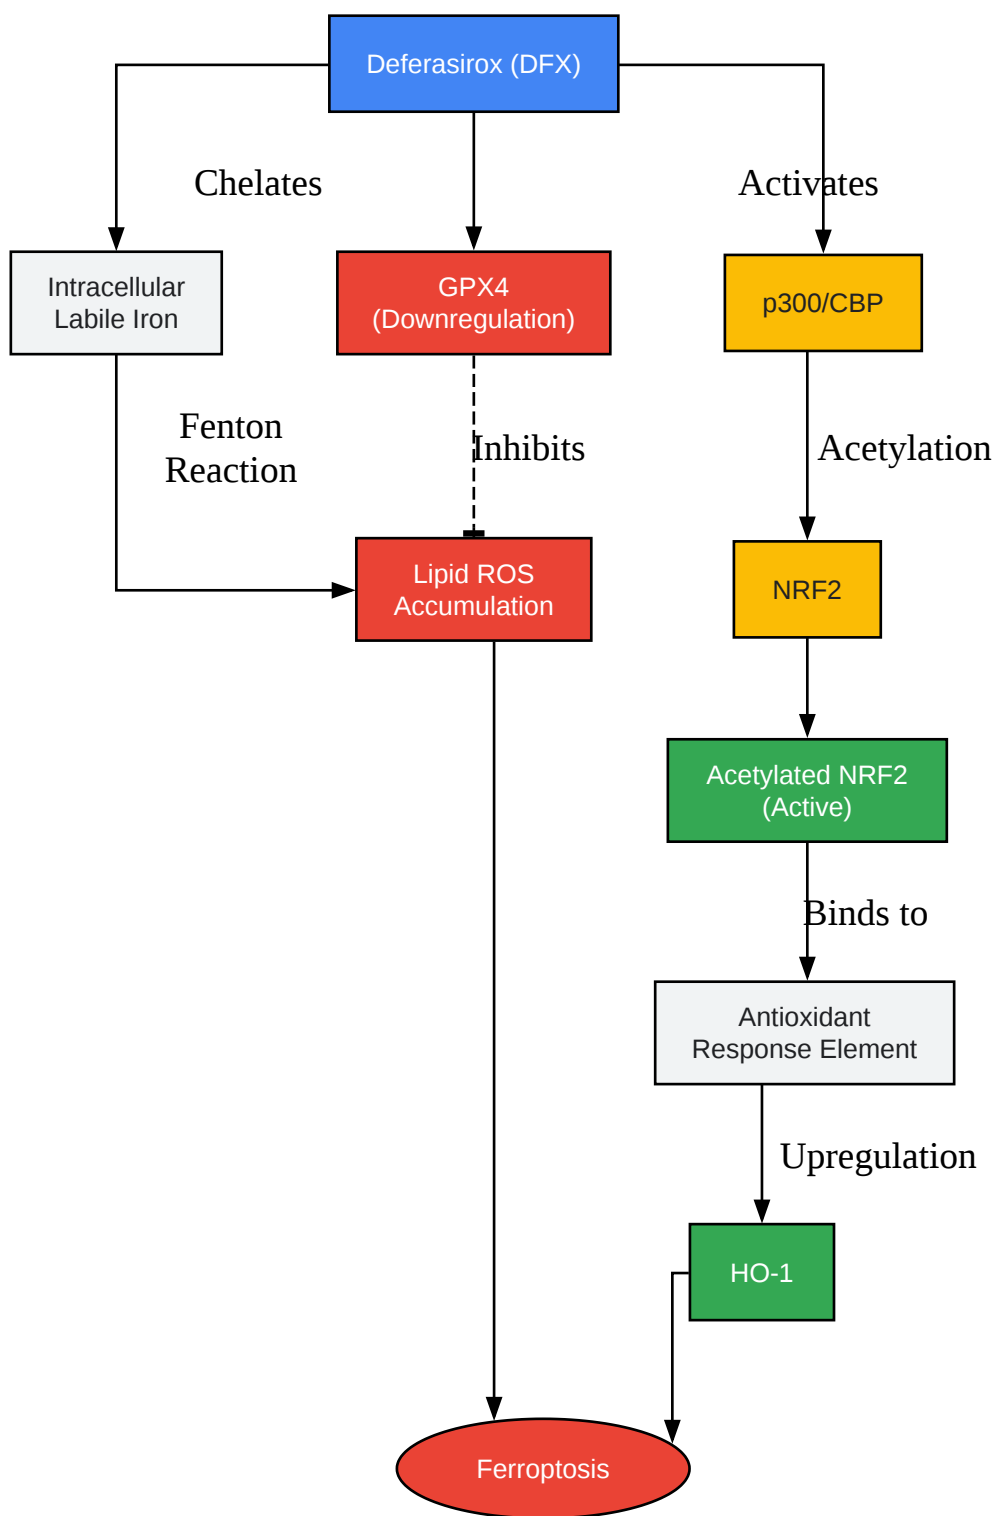 Deferasirox (DFX)
Chelates
Activates
Intracellular
Labile Iron
GPX4
(Downregulation)
p300/CBP
Fenton
Reaction
Inhibits
Acetylation
Lipid ROS
Accumulation
NRF2
Acetylated NRF2
(Active)
Binds to
Antioxidant
Response Element
Upregulation
HO-1
Ferroptosis